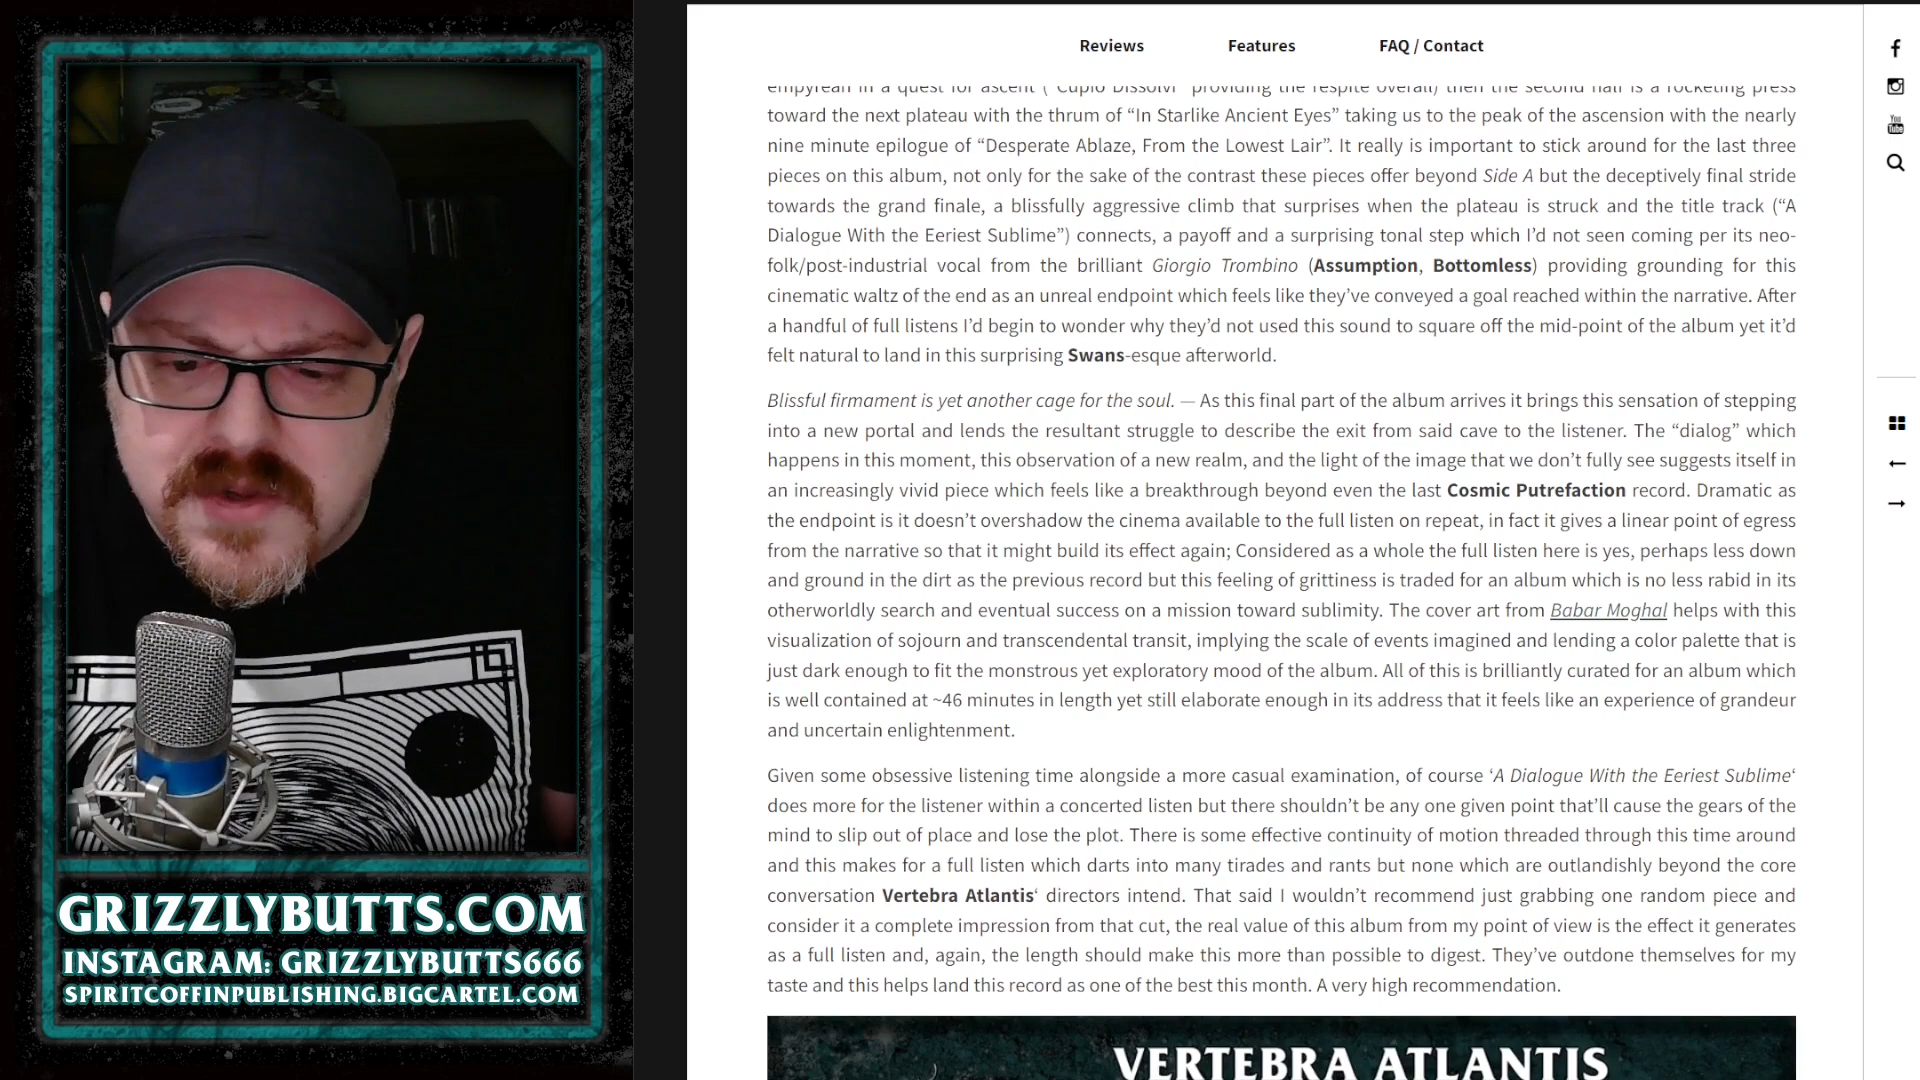 Reviews
Features
FAQ / Contact
empyrean in a quest for ascent (“Cupio Dissolvi” providing the respite overall) then the second half is a rocketing press
toward the next plateau with the thrum of “In Starlike Ancient Eyes” taking us to the peak of the ascension with the nearly
nine minute epilogue of “Desperate Ablaze, From the Lowest Lair”. It really is important to stick around for the last three
pieces on this album, not only for the sake of the contrast these pieces offer beyond Side A but the deceptively final stride
towards the grand finale, a blissfully aggressive climb that surprises when the plateau is struck and the title track (“A
Dialogue With the Eeriest Sublime”) connects, a payoff and a surprising tonal step which I’d not seen coming per its neo-
folk/post-industrial vocal from the brilliant Giorgio Trombino (Assumption, Bottomless) providing grounding for this
cinematic waltz of the end as an unreal endpoint which feels like they’ve conveyed a goal reached within the narrative. After
a handful of full listens I’d begin to wonder why they’d not used this sound to square off the mid-point of the album yet it’d
felt natural to land in this surprising Swans-esque afterworld.
Blissful firmament is yet another cage for the soul. — As this final part of the album arrives it brings this sensation of stepping
into a new portal and lends the resultant struggle to describe the exit from said cave to the listener. The “dialog” which
happens in this moment, this observation of a new realm, and the light of the image that we don’t fully see suggests itself in
an increasingly vivid piece which feels like a breakthrough beyond even the last Cosmic Putrefaction record. Dramatic as
the endpoint is it doesn’t overshadow the cinema available to the full listen on repeat, in fact it gives a linear point of egress
from the narrative so that it might build its effect again; Considered as a whole the full listen here is yes, perhaps less down
and ground in the dirt as the previous record but this feeling of grittiness is traded for an album which is no less rabid in its
otherworldly search and eventual success on a mission toward sublimity. The cover art from Babar Moghal helps with this
visualization of sojourn and transcendental transit, implying the scale of events imagined and lending a color palette that is
just dark enough to fit the monstrous yet exploratory mood of the album. All of this is brilliantly curated for an album which
is well contained at ~46 minutes in length yet still elaborate enough in its address that it feels like an experience of grandeur
and uncertain enlightenment.
Given some obsessive listening time alongside a more casual examination, of course ‘A Dialogue With the Eeriest Sublime‘
does more for the listener within a concerted listen but there shouldn’t be any one given point that’ll cause the gears of the
mind to slip out of place and lose the plot. There is some effective continuity of motion threaded through this time around
and this makes for a full listen which darts into many tirades and rants but none which are outlandishly beyond the core
conversation Vertebra Atlantis‘ directors intend. That said I wouldn’t recommend just grabbing one random piece and
consider it a complete impression from that cut, the real value of this album from my point of view is the effect it generates
as a full listen and, again, the length should make this more than possible to digest. They’ve outdone themselves for my
taste and this helps land this record as one of the best this month. A very high recommendation.
VERTEBRA ATLANTIS
You
Tube
GRIZZLYBUTTS.COM
INSTAGRAM: GRIZZLYBUTTS666
SPIRITCOFFINPUBLISHING.BIGCARTEL.COM